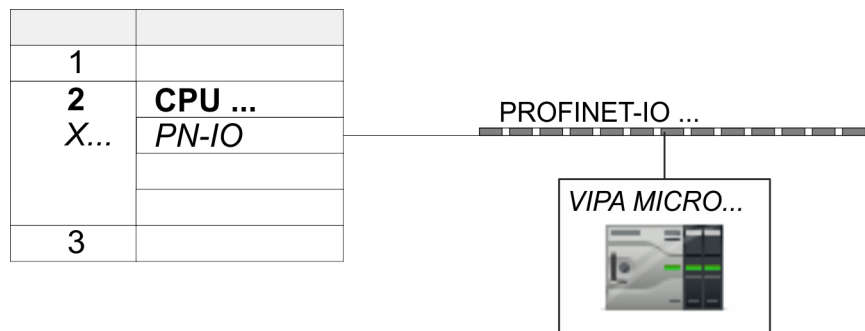 1
2 CPU ...
X... PN-IO
3
PROFINET-IO ...
VIPA MICRO...